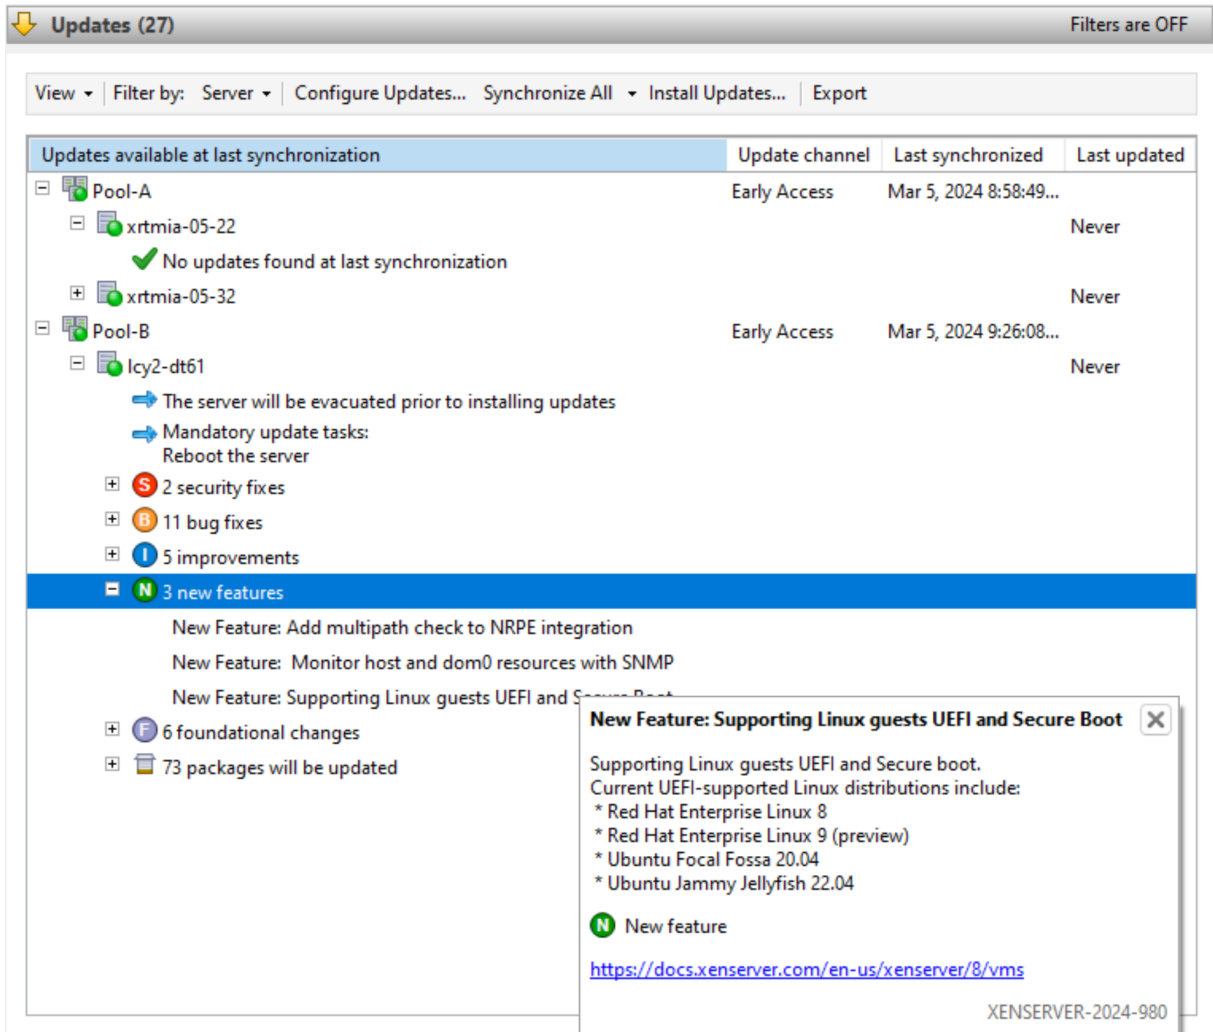 Updates (27) Filters are OFF
View Filter by: Server Configure Updates... Synchronize All Install Updates... Export
Updates available at last synchronization Update channel Last synchronized Last updated
Pool-A Early Access Mar 5, 2024 8:58:49...
xrtmia-05-22 Never
No updates found at last synchronization
xrtmia-05-32 Never
Pool-B Early Access Mar 5, 2024 9:26:08...
lcy2-dt61 Never
The server will be evacuated prior to installing updates
Mandatory update tasks:
Reboot the server
S 2 security fixes
B 11 bug fixes
I 5 improvements
N 3 new features
New Feature: Add multipath check to NRPE integration
New Feature:  Monitor host and dom0 resources with SNMP
New Feature: Supporting Linux guests UEFI and Secure Boot
F 6 foundational changes
73 packages will be updated
New Feature: Supporting Linux guests UEFI and Secure Boot
Supporting Linux guests UEFI and Secure boot.
Current UEFI-supported Linux distributions include:
* Red Hat Enterprise Linux 8
* Red Hat Enterprise Linux 9 (preview)
* Ubuntu Focal Fossa 20.04
* Ubuntu Jammy Jellyfish 22.04
N New feature
https://docs.xenserver.com/en-us/xenserver/8/vms
XENSERVER-2024-980